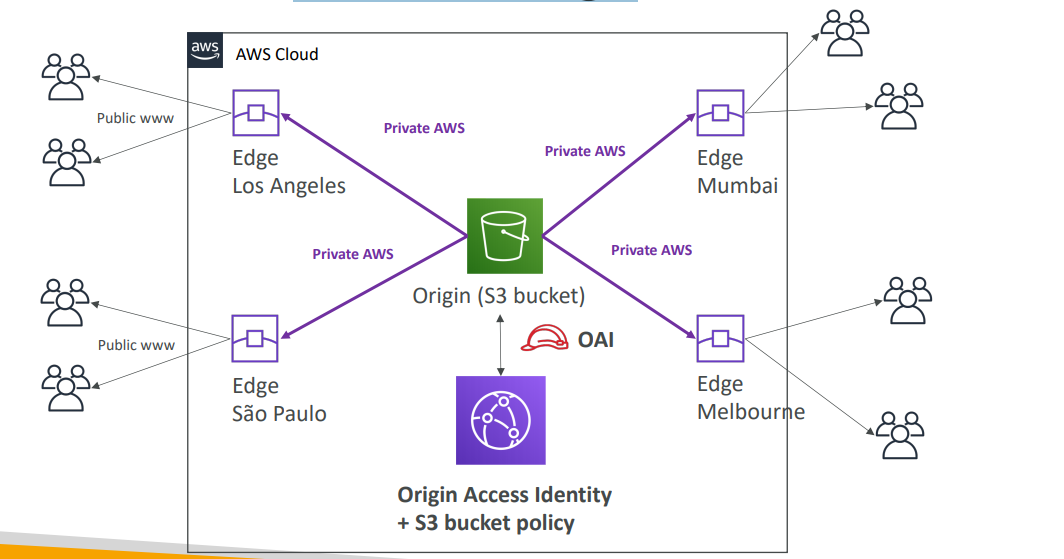 aws
AWS Cloud
Public www
Private AWS
Private AWS
Edge
Los Angeles
Edge
Mumbai
Private AWS
Private AWS
Origin (S3 bucket)
OAI
Public www
Edge
São Paulo
Edge
Melbourne
Origin Access Identity
+ S3 bucket policy